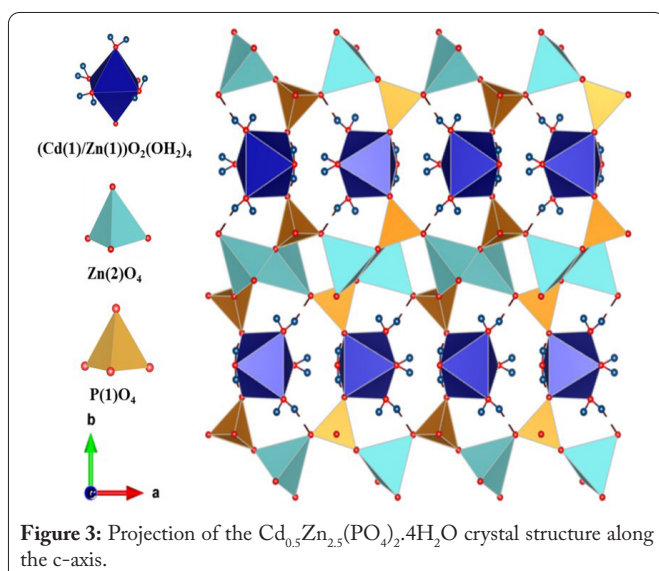 (Cd(1)/Zn(1))O₂(OH₂)₄
Zn(2)O₄
P(1)O₄
b
c
a
Figure 3: Projection of the Cd₀.₅Zn₂.₅(PO₄)₂.4H₂O crystal structure along
the c-axis.